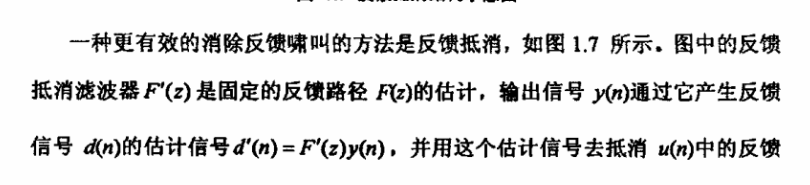 一种更有效的消除反馈啸叫的方法是反馈抵消，如图 1.7 所示。图中的反馈
抵消滤波器 F'(z) 是固定的反馈路径 F(z)的估计，输出信号 y(n)通过它产生反馈
信号 d(n)的估计信号 d'(n) = F'(z)y(n)，并用这个估计信号去抵消 u(n)中的反馈